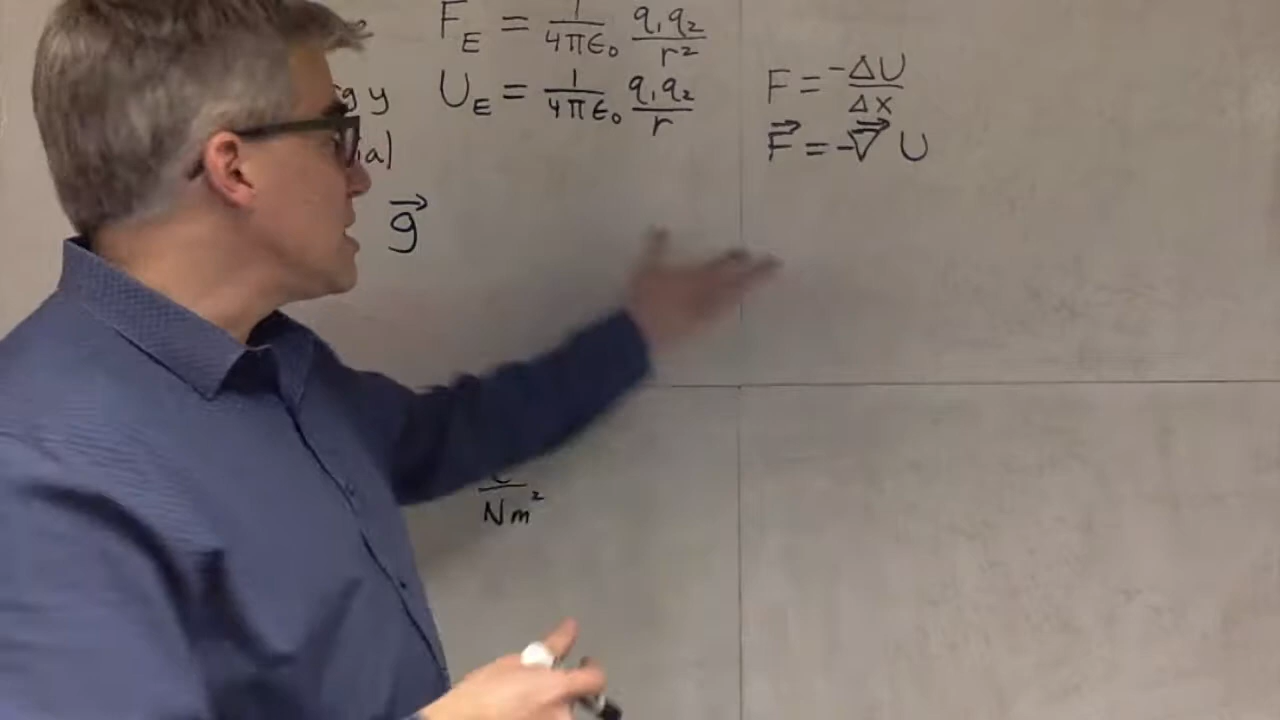 F_E = 1/4πϵ₀ q₁q₂/r²
U_E = 1/4πϵ₀ q₁q₂/r
F = -ΔU/Δx
F⃗ = -∇⃗ U
g⃗
Nm²